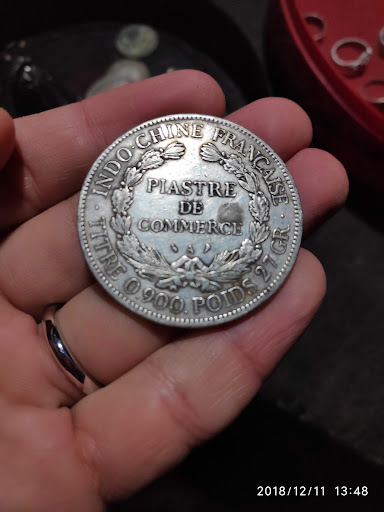 INDO-CHINE FRANÇAISE
PIASTRE
DE
COMMERCE
TITRE 0.900. POIDS 27 GR.
2018/12/11 13:48